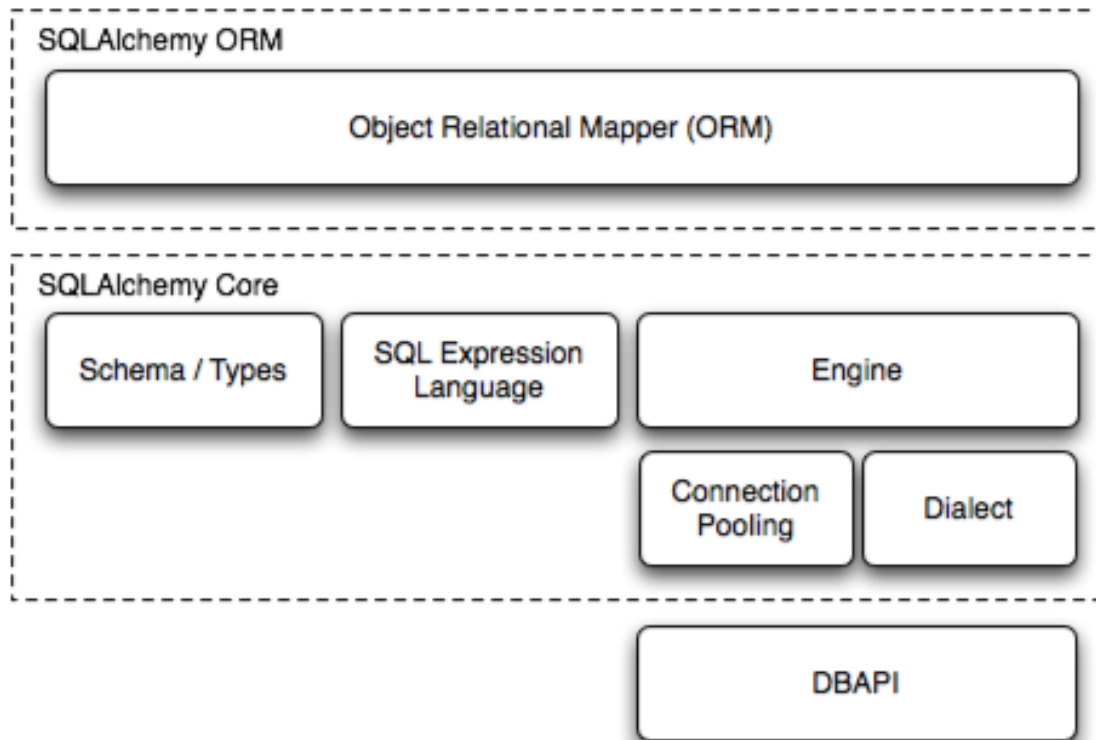 SQLAlchemy ORM
Object Relational Mapper (ORM)
SQLAlchemy Core
Schema / Types
SQL Expression
Language
Engine
Connection
Pooling
Dialect
DBAPI